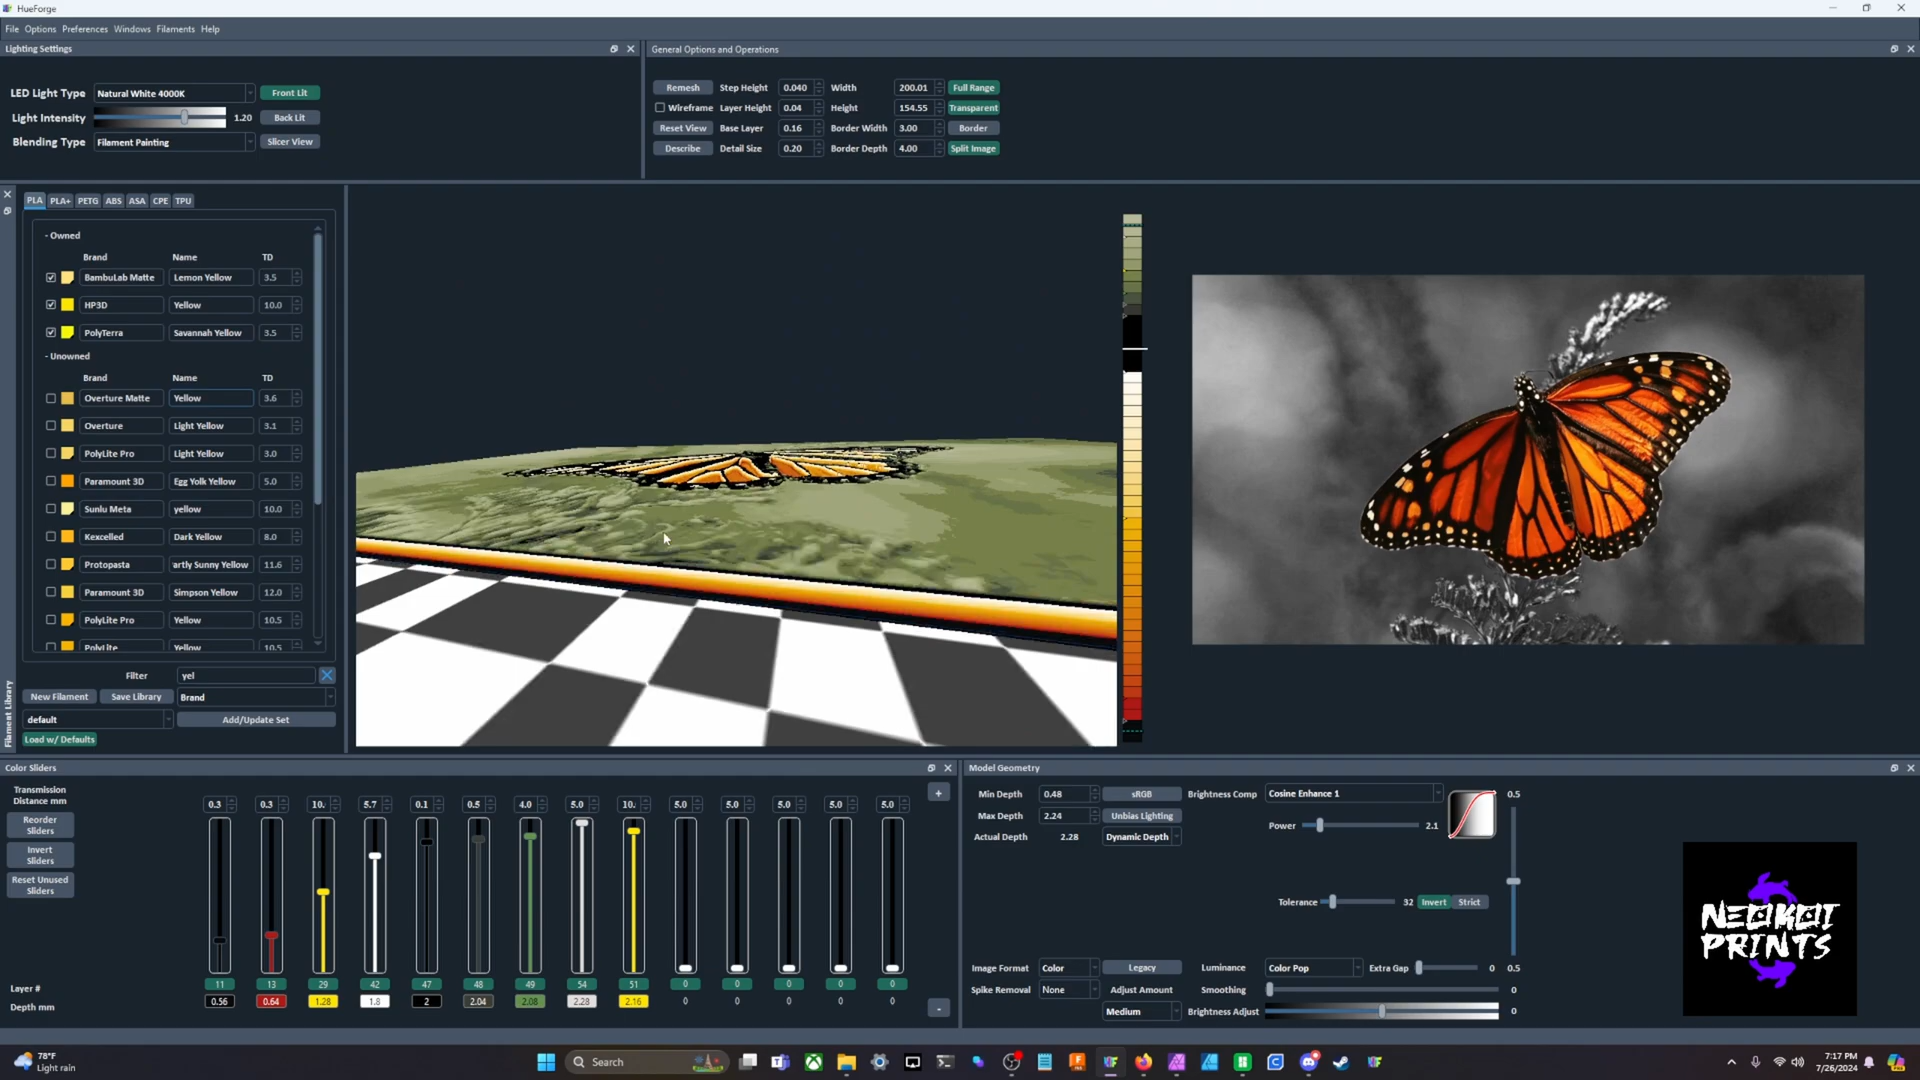 HueForge
File Options Preferences Windows Filaments Help
Lighting Settings
LED Light Type Natural White 4000K Front Lit
Light Intensity 1.20 Back Lit
Blending Type Filament Painting Slicer View
General Options and Operations
Remesh Step Height 0.040 Width 200.01 Full Range
Wireframe Layer Height 0.04 Height 154.55 Transparent
Reset View Base Layer 0.16 Border Width 3.00 Border
Describe Detail Size 0.20 Border Depth 4.00 Split Image
Filament Library
PLA PLA+ PETG ABS ASA CPE TPU
- Owned
Brand Name TD
BambuLab Matte Lemon Yellow 3.5
HP3D Yellow 10.0
PolyTerra Savannah Yellow 3.5
- Unowned
Brand Name TD
Overture Matte Yellow 3.6
Overture Light Yellow 3.1
PolyLite Pro Light Yellow 3.0
Paramount 3D Egg Yolk Yellow 5.0
Sunlu Meta yellow 10.0
Kexcelled Dark Yellow 8.0
Protopasta artly Sunny Yellow 11.6
Paramount 3D Simpson Yellow 12.0
PolyLite Pro Yellow 10.5
PolyLite Yellow 10.5
Filter yel
New Filament Save Library Brand
default Add/Update Set
Load w/ Defaults
Color Sliders
Transmission
Distance mm
0.3 0.3 10. 5.7 0.1 0.5 4.0 5.0 10. 5.0 5.0 5.0 5.0 5.0 +
Reorder
Sliders
Invert
Sliders
Reset Unused
Sliders
Layer # 11 13 29 42 47 48 49 54 51 0 0 0 0 0
Depth mm 0.56 0.64 1.28 1.8 2 2.04 2.08 2.28 2.16 0 0 0 0 0 -
Model Geometry
Min Depth 0.48 sRGB Brightness Comp Cosine Enhance 1 0.5
Max Depth 2.24 Unbias Lighting Power 2.1
Actual Depth 2.28 Dynamic Depth
Tolerance 32 Invert Strict
Image Format Color Legacy Luminance Color Pop Extra Gap 0 0.5
Spike Removal None Adjust Amount Smoothing 0
Medium Brightness Adjust 0
NEOKOI
PRINTS
78°F
Light rain
Search
7:17 PM
7/26/2024